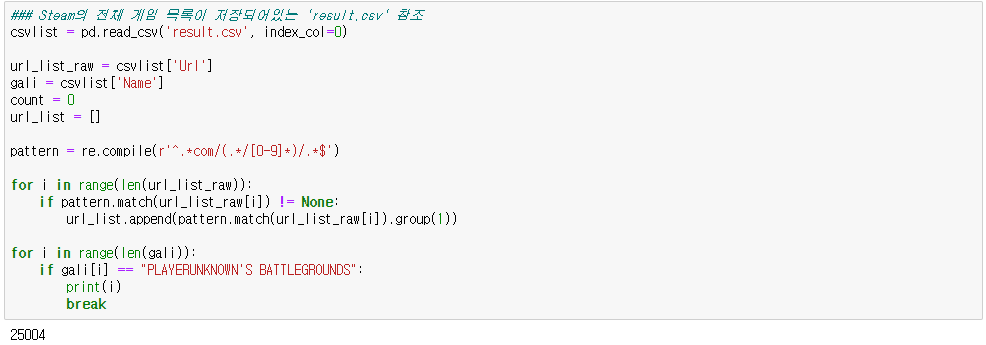 ### Steam의 전체 게임 목록이 저장되어있는 'result.csv' 참조
csvlist = pd.read_csv('result.csv', index_col=0)
url_list_raw = csvlist['Url']
gali = csvlist['Name']
count = 0
url_list = []
pattern = re.compile(r'^.*com/(.*/[0-9]*)/.*$')
for i in range(len(url_list_raw)):
    if pattern.match(url_list_raw[i]) != None:
        url_list.append(pattern.match(url_list_raw[i]).group(1))
for i in range(len(gali)):
    if gali[i] == "PLAYERUNKNOWN'S BATTLEGROUNDS":
        print(i)
        break
25004